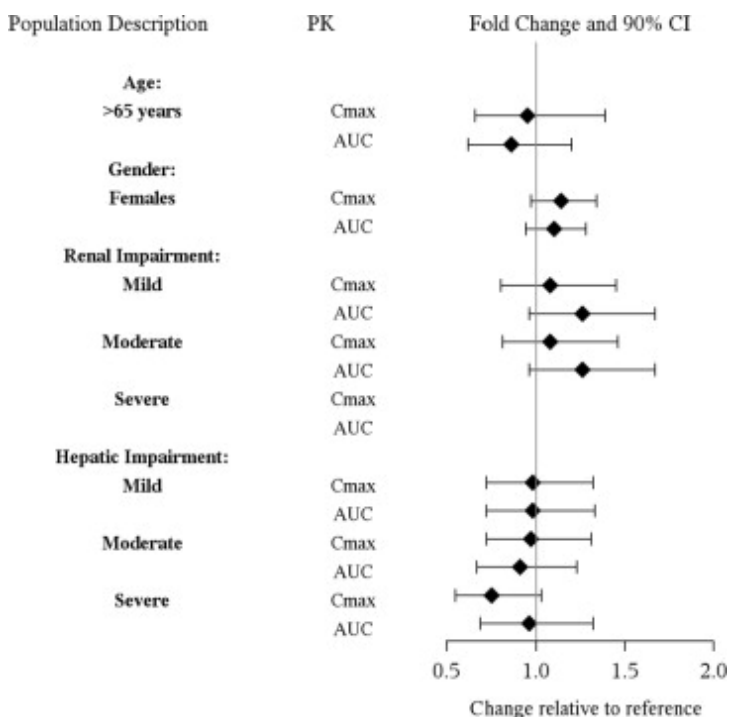 Population Description PK Fold Change and 90% CI
Age:
>65 years Cmax
AUC
Gender:
Females Cmax
AUC
Renal Impairment:
Mild Cmax
AUC
Moderate Cmax
AUC
Severe Cmax
AUC
Hepatic Impairment:
Mild Cmax
AUC
Moderate Cmax
AUC
Severe Cmax
AUC
0.5 1.0 1.5 2.0
Change relative to reference